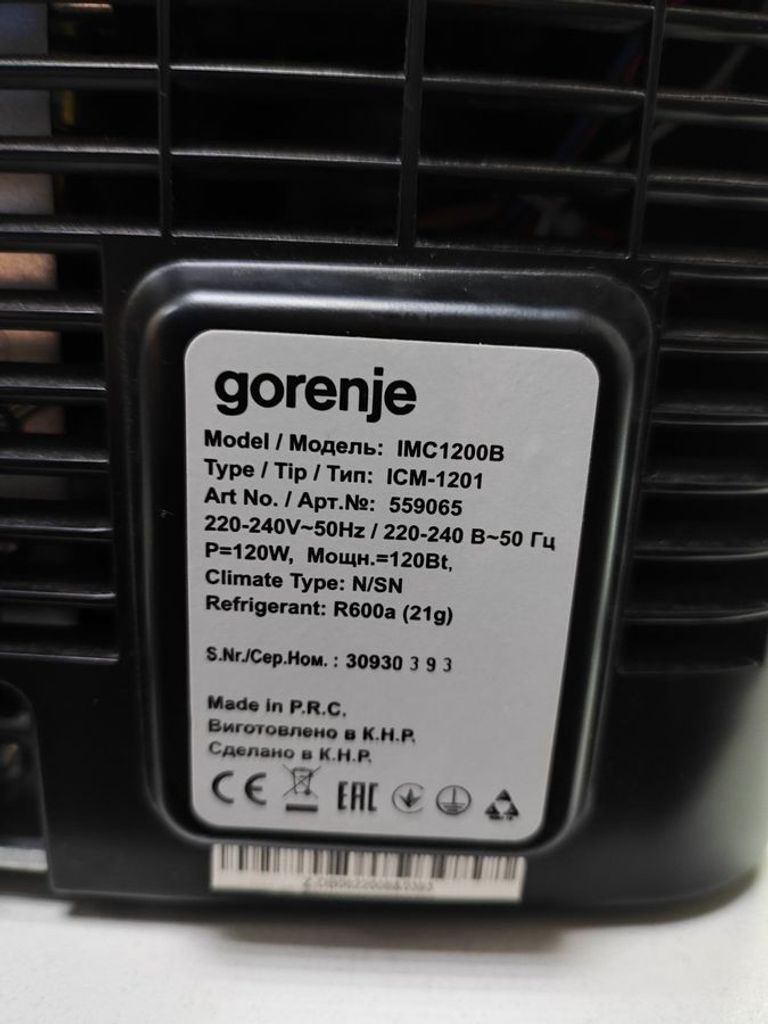 gorenje
Model / Модель: IMC1200B
Type / Tip / Тип: ICM-1201
Art No. / Арт.№: 559065
220-240V~50Hz / 220-240 В~50 Гц
P=120W, Мощн.=120Bt,
Climate Type: N/SN
Refrigerant: R600a (21g)
S.Nr./Сер.Ном. : 30930 3 9 3
Made in P.R.C.
Виготовлено в К.Н.Р.
Сделано в К.Н.Р.
CE EAC